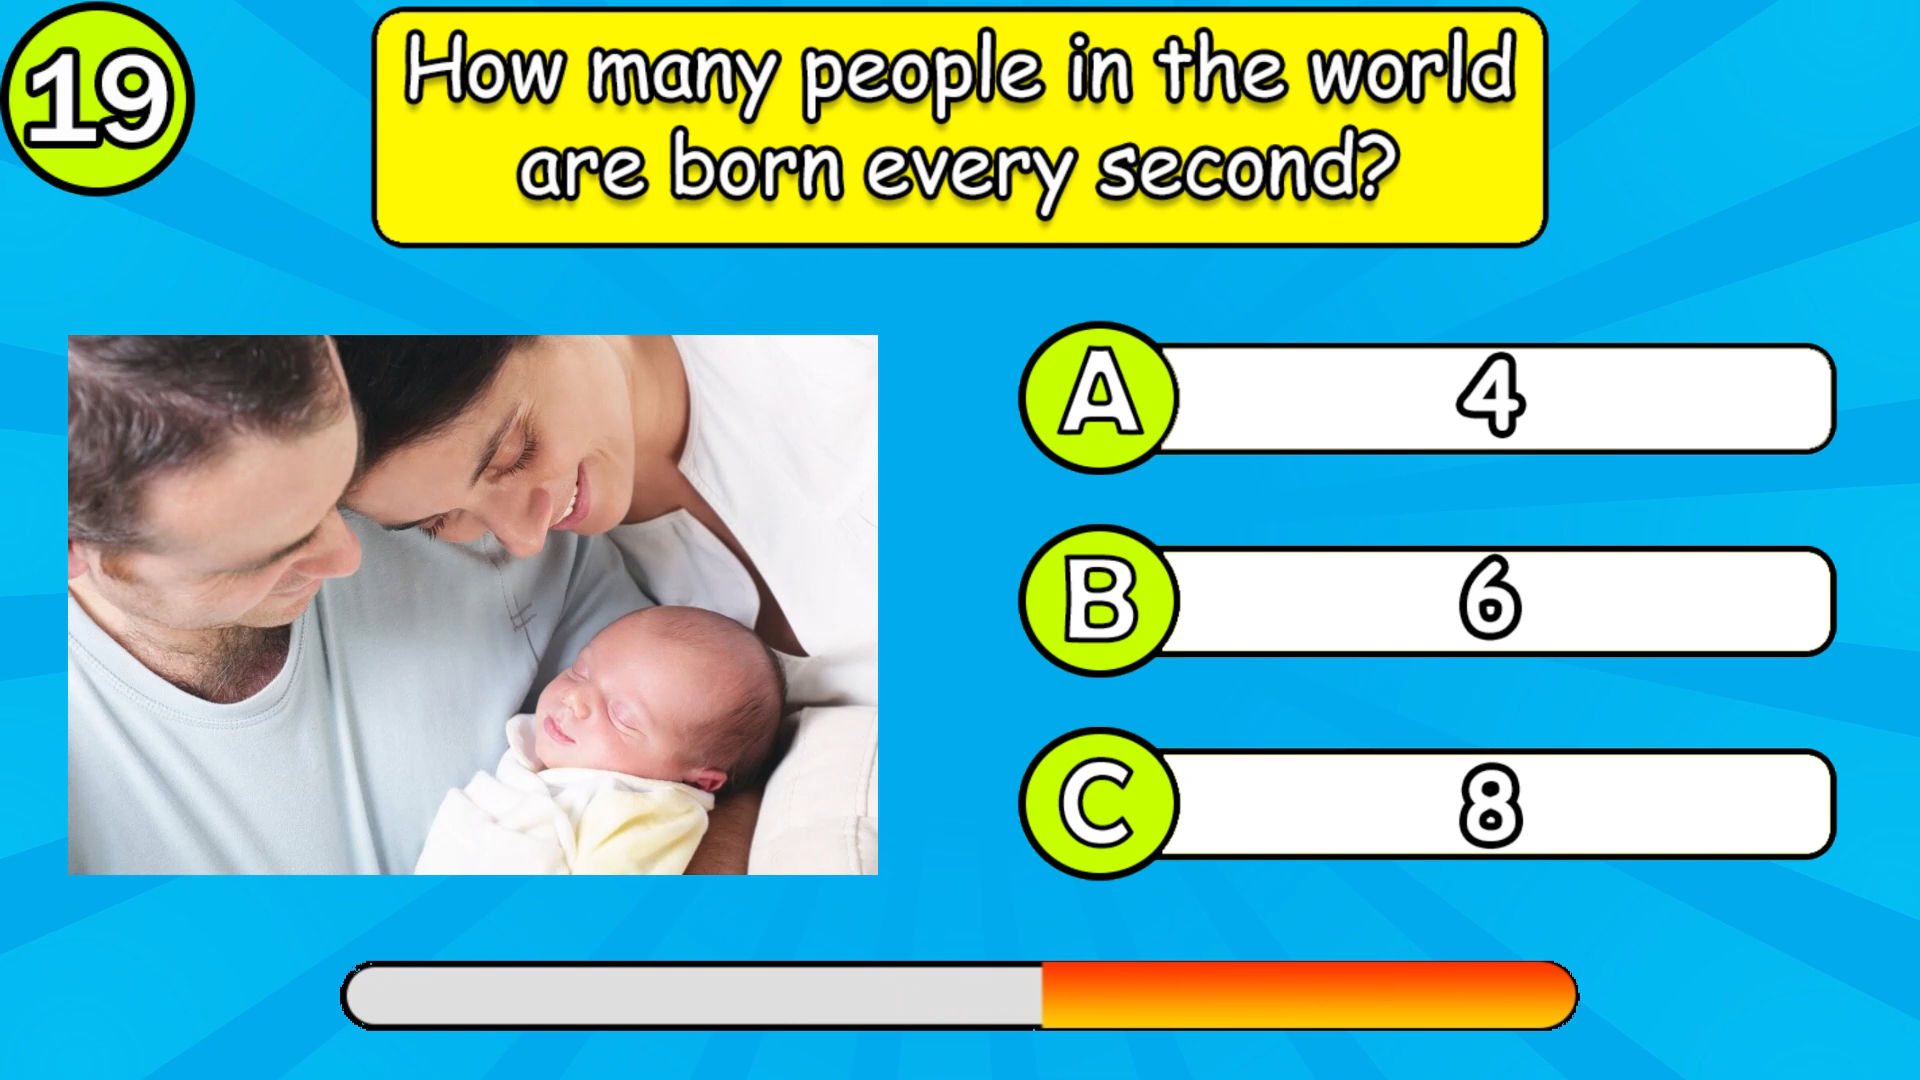 19
How many people in the world
are born every second?
A 4
B 6
C 8